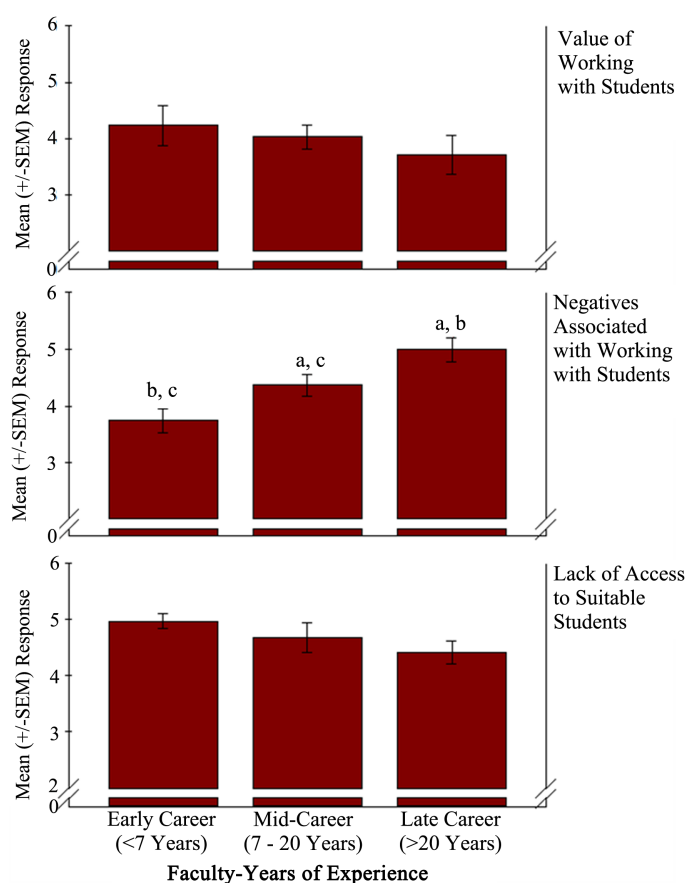 Mean (+/-SEM) Response
6
5
4
3
0
Value of
Working
with Students
Mean (+/-SEM) Response
6
5
4
3
0
b, c
a, c
a, b
Negatives
Associated
with Working
with Students
Mean (+/-SEM) Response
6
5
4
3
2
0
Lack of Access
to Suitable
Students
Early Career
(<7 Years)
Mid-Career
(7 - 20 Years)
Late Career
(>20 Years)
Faculty-Years of Experience